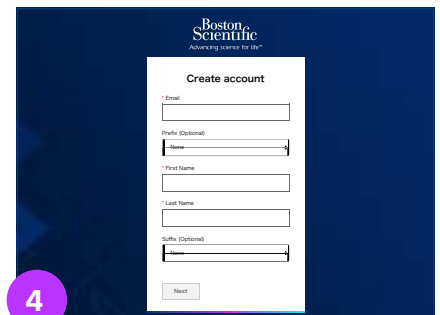 Boston
Scientific
Advancing science for life™
Create account
* Email
Prefix (Optional)
None
* First Name
* Last Name
Suffix (Optional)
None
Next
4